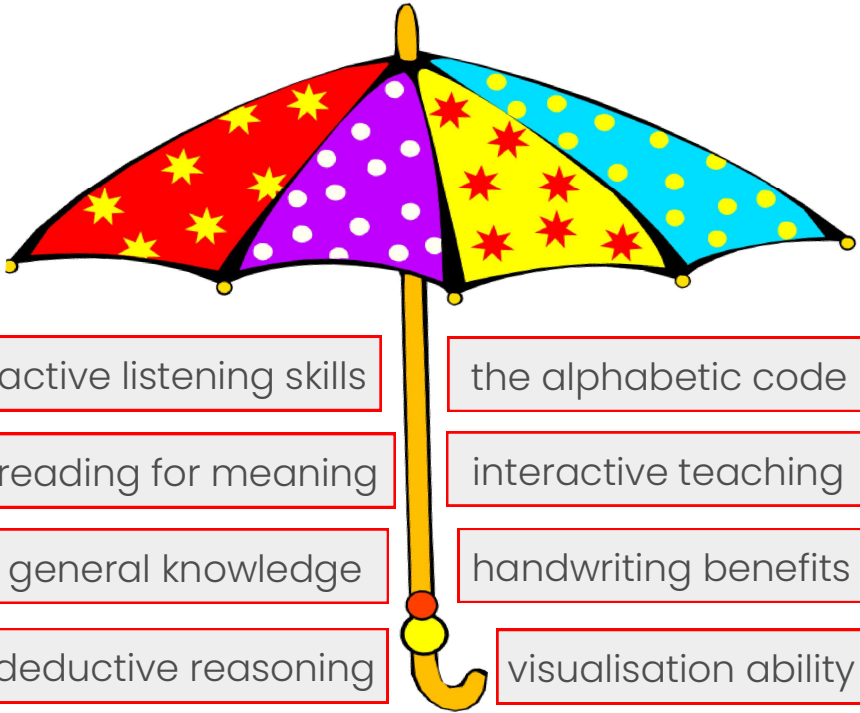 active listening skills
the alphabetic code
reading for meaning
interactive teaching
general knowledge
handwriting benefits
deductive reasoning
visualisation ability